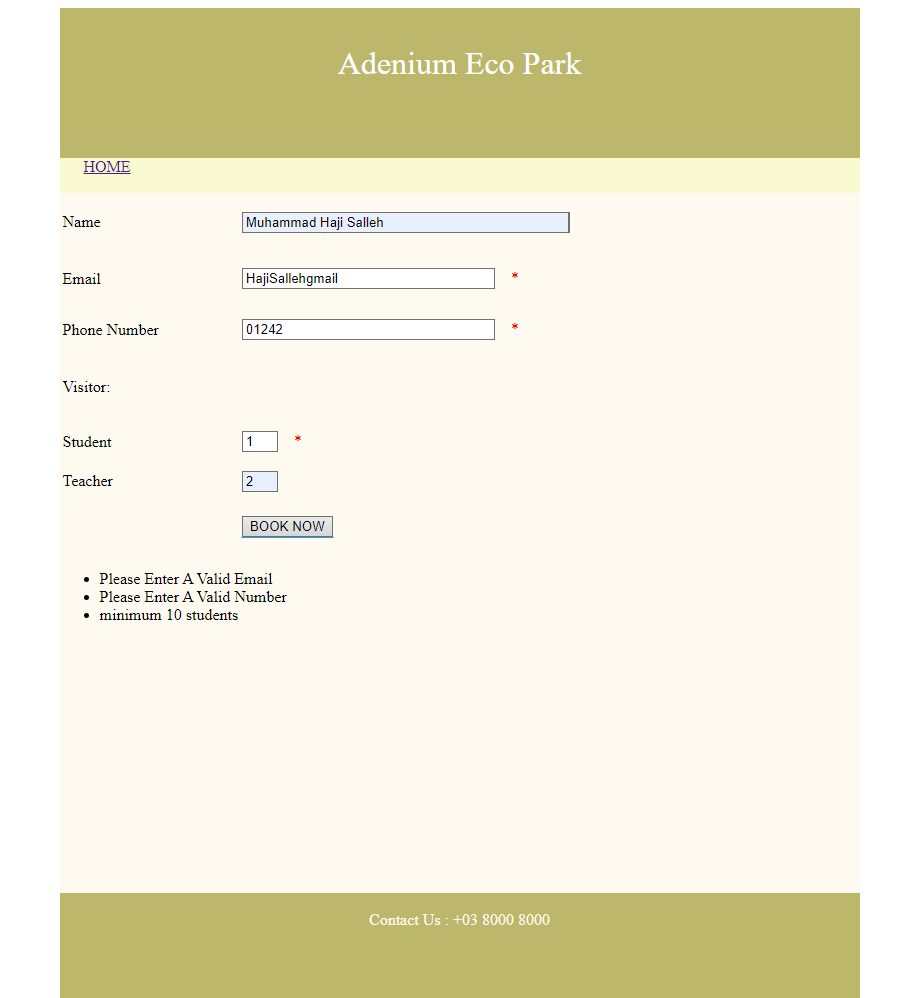 Adenium Eco Park
HOME
Name Muhammad Haji Salleh
Email HajiSallehgmail *
Phone Number 01242 *
Visitor:
Student 1 *
Teacher 2
BOOK NOW
• Please Enter A Valid Email
• Please Enter A Valid Number
• minimum 10 students
Contact Us : +03 8000 8000